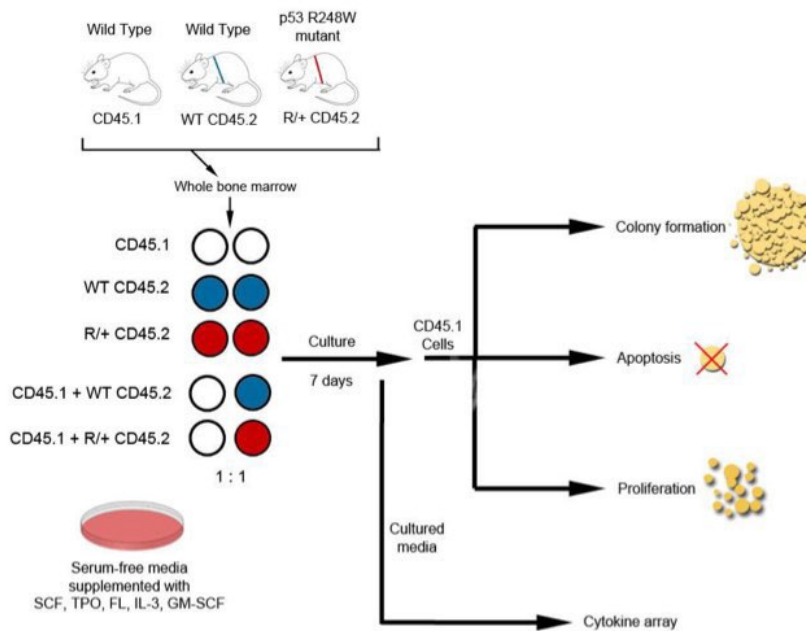 Wild Type
Wild Type
p53 R248W
mutant
CD45.1
WT CD45.2
R/+ CD45.2
Whole bone marrow
CD45.1
WT CD45.2
R/+ CD45.2
CD45.1 + WT CD45.2
CD45.1 + R/+ CD45.2
1 : 1
Culture
7 days
CD45.1
Cells
Colony formation
Apoptosis
Proliferation
Cultured
media
Cytokine array
Serum-free media
supplemented with
SCF, TPO, FL, IL-3, GM-SCF